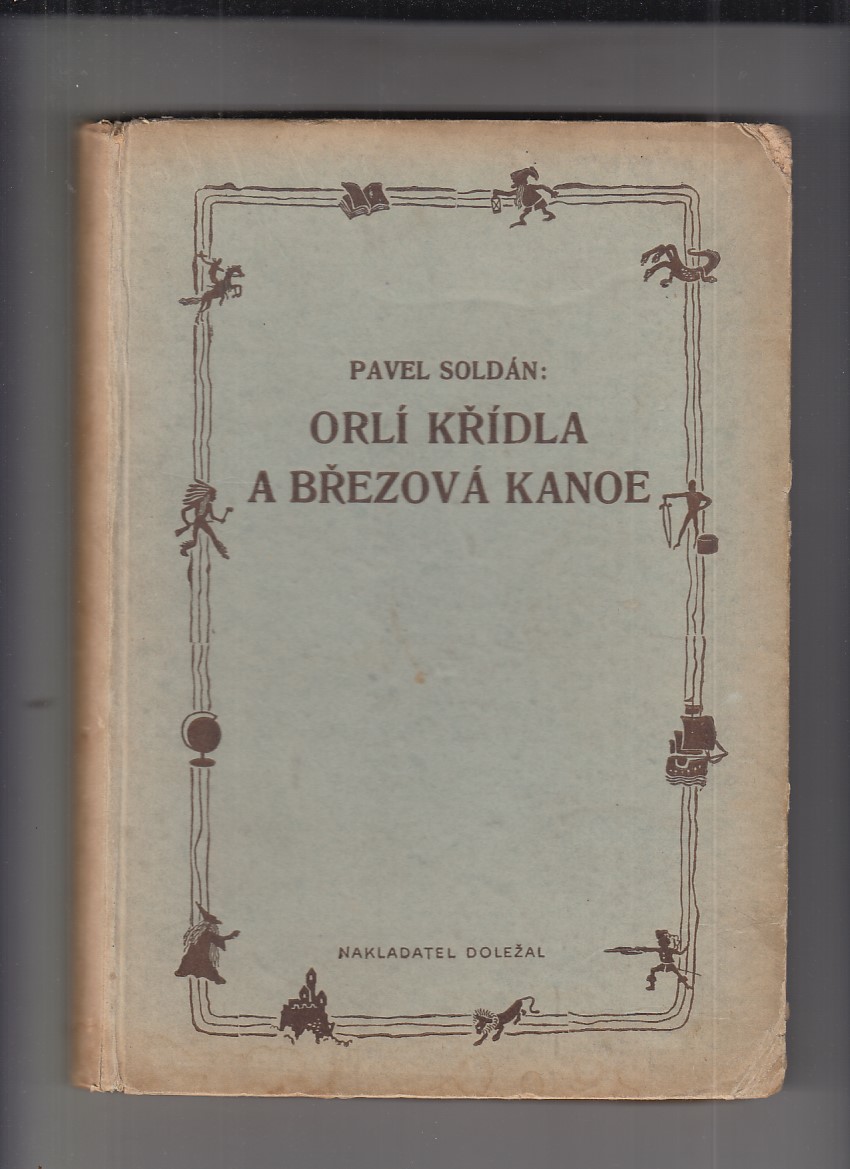 PAVEL SOLDÁN:
ORLÍ KŘÍDLA
A BŘEZOVÁ KANOE
NAKLADATEL DOLEŽAL